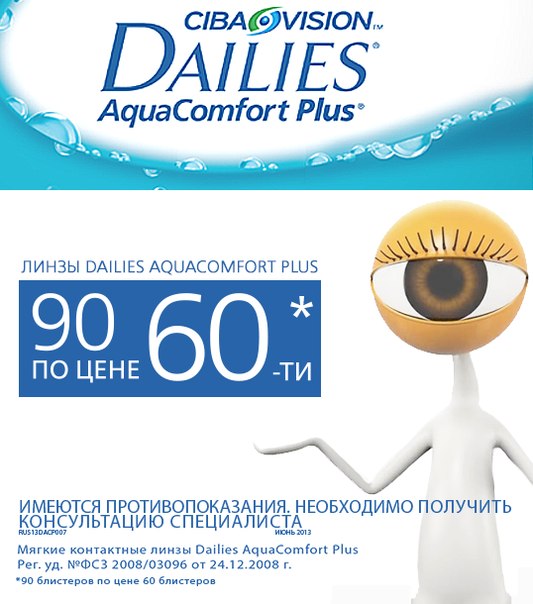 CIBA VISION™
DAILIES®
AquaComfort Plus®
ЛИНЗЫ DAILIES AQUACOMFORT PLUS
90 ПО ЦЕНЕ 60-ТИ*
ИМЕЮТСЯ ПРОТИВОПОКАЗАНИЯ. НЕОБХОДИМО ПОЛУЧИТЬ
КОНСУЛЬТАЦИЮ СПЕЦИАЛИСТА
RUS13DACP007 ИЮНЬ 2013
Мягкие контактные линзы Dailies AquaComfort Plus
Рег. уд. №ФСЗ 2008/03096 от 24.12.2008 г.
*90 блистеров по цене 60 блистеров